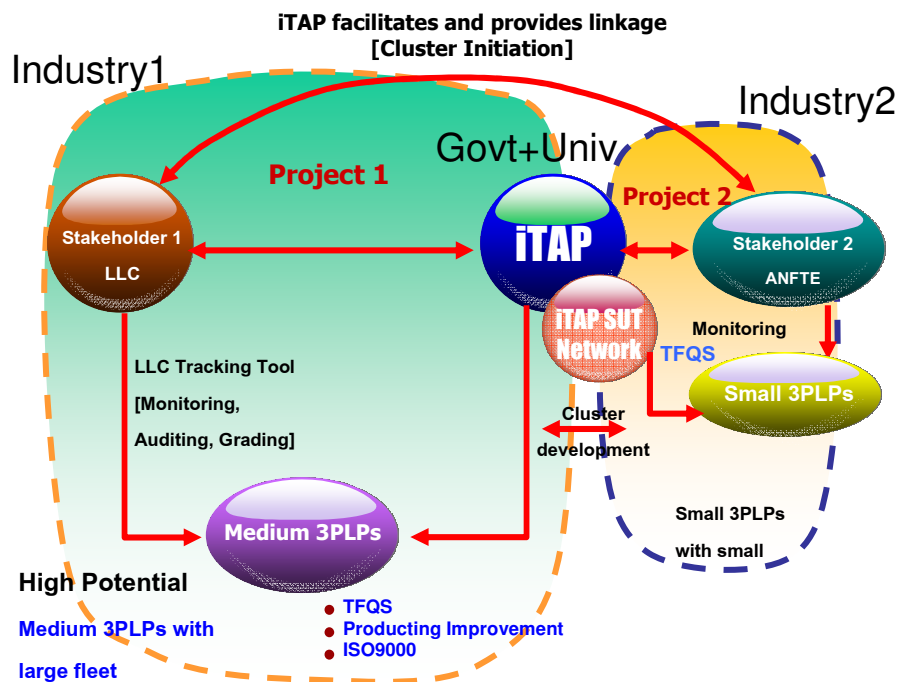 iTAP facilitates and provides linkage
[Cluster Initiation]
Industry1
Industry2
Govt+Univ
Project 1
Project 2
Stakeholder 1
LLC
iTAP
Stakeholder 2
ANFTE
iTAP SUT
Network
Monitoring
TFQS
Small 3PLPs
LLC Tracking Tool
[Monitoring,
Auditing, Grading]
Cluster
development
Medium 3PLPs
Small 3PLPs
with small
High Potential
Medium 3PLPs with
large fleet
• TFQS
• Producting Improvement
• ISO9000